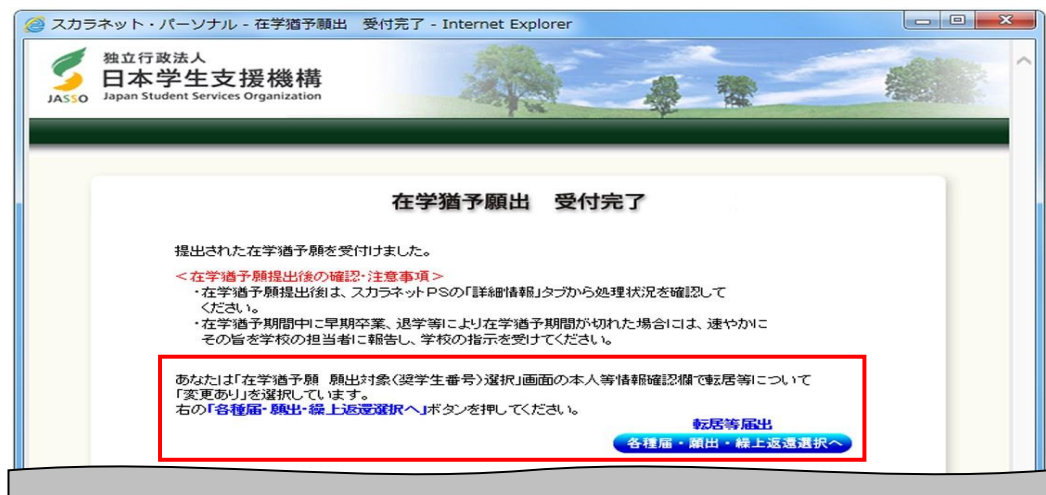 スカラネット・パーソナル - 在学猶予願出 受付完了 - Internet Explorer
独立行政法人
日本学生支援機構
JASSO Japan Student Services Organization
在学猶予願出 受付完了
提出された在学猶予願を受付けました。
＜在学猶予願提出後の確認・注意事項＞
・在学猶予願提出後は、スカラネットPSの「詳細情報」タブから処理状況を確認して
ください。
・在学猶予期間中に早期卒業、退学等により在学猶予期間が切れた場合には、速やかに
その旨を学校の担当者に報告し、学校の指示を受けてください。
あなたは「在学猶予願 願出対象（奨学生番号）選択」画面の本人等情報確認欄で転居等について
「変更あり」を選択しています。
右の「各種届・願出・繰上返還選択へ」ボタンを押してください。
転居等届出
各種届・願出・繰上返還選択へ